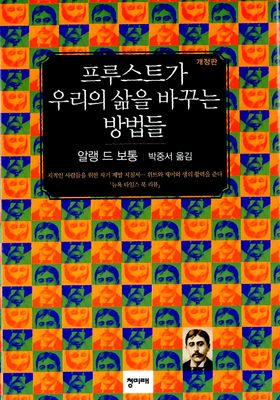 개정판
프루스트가
우리의 삶을 바꾸는
방법들
알랭 드 보통 | 박중서 옮김
지적인 사람들을 위한 자기 계발 지침서… 위트와 재치와 생의 활력을 준다
「뉴욕 타임스 북 리뷰」
청미래